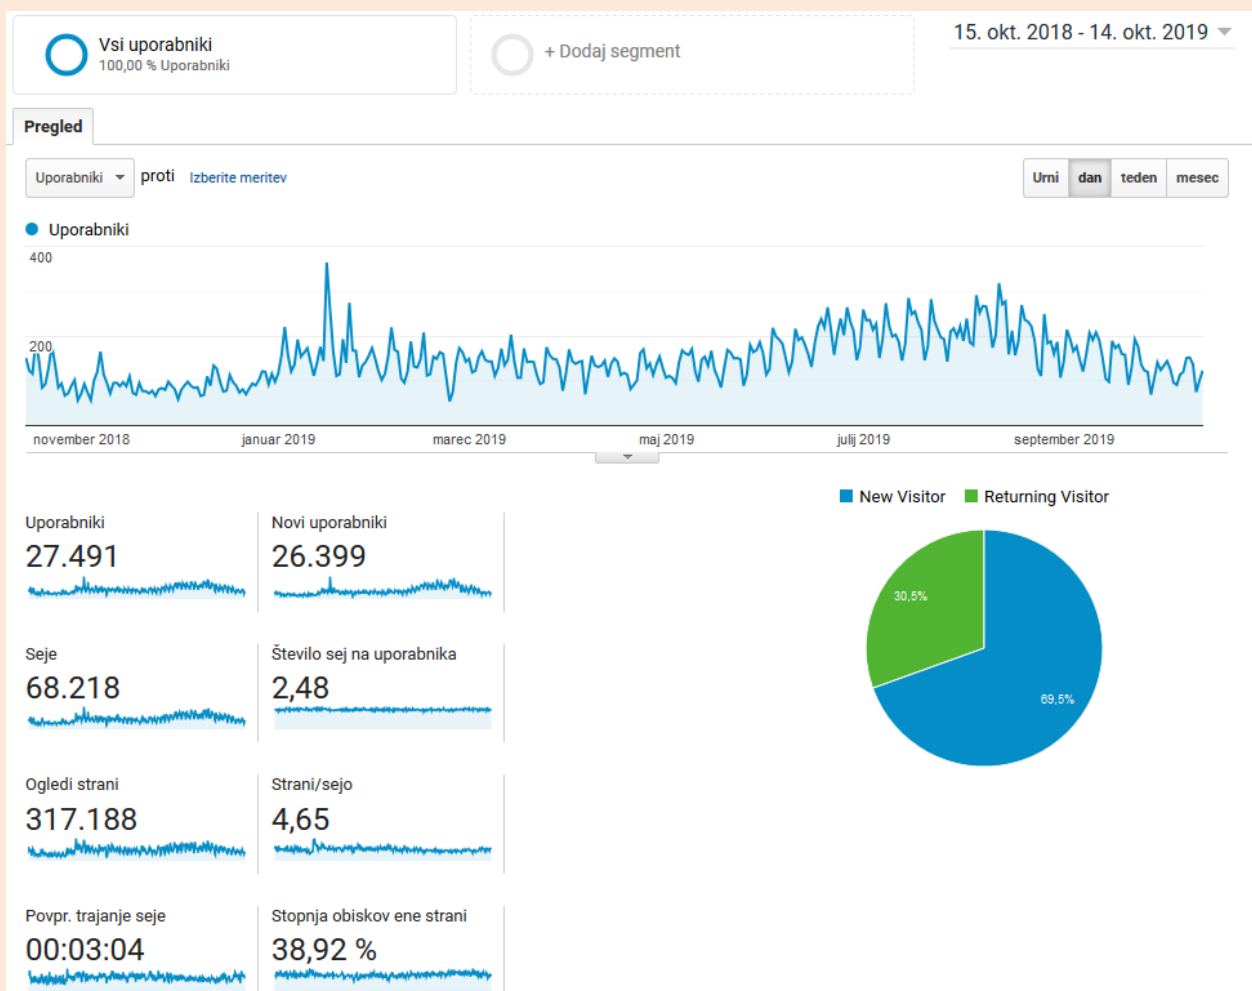 Vsi uporabniki
100,00 % Uporabniki
+ Dodaj segment
15. okt. 2018 - 14. okt. 2019
Pregled
Uporabniki
proti
Izberite meritev
Urni
dan
teden
mesec
Uporabniki
400
200
november 2018
januar 2019
marec 2019
maj 2019
julij 2019
september 2019
New Visitor
Returning Visitor
30,5%
69,5%
Uporabniki
27.491
Novi uporabniki
26.399
Seje
68.218
Število sej na uporabnika
2,48
Ogledi strani
317.188
Strani/sejo
4,65
Povpr. trajanje seje
00:03:04
Stopnja obiskov ene strani
38,92 %